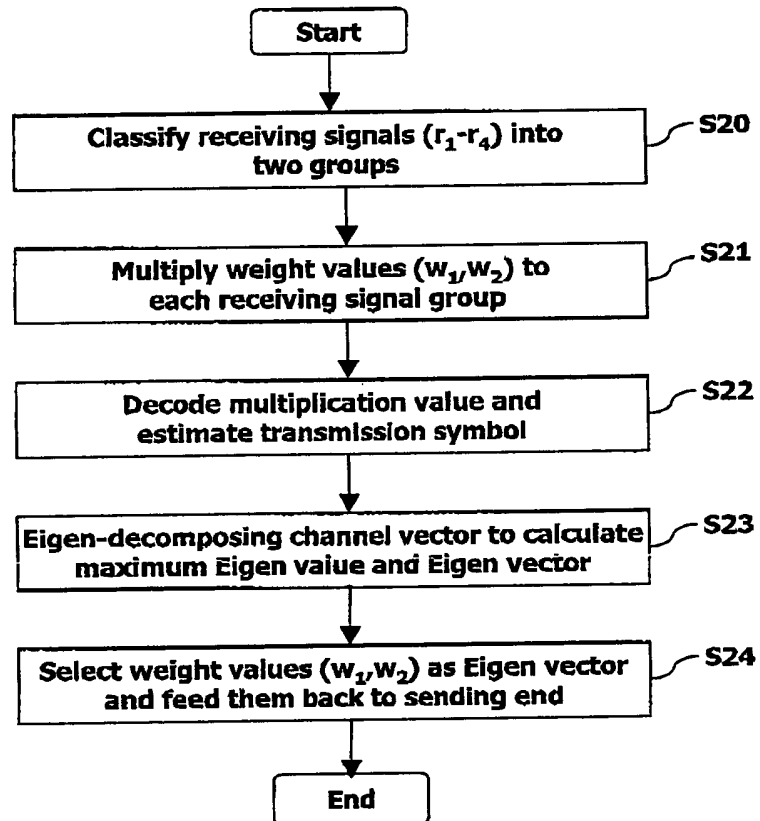 Start
Classify receiving signals (r₁-r₄) into
two groups
S20
Multiply weight values (w₁,w₂) to
each receiving signal group
S21
Decode multiplication value and
estimate transmission symbol
S22
Eigen-decomposing channel vector to calculate
maximum Eigen value and Eigen vector
S23
Select weight values (w₁,w₂) as Eigen vector
and feed them back to sending end
S24
End